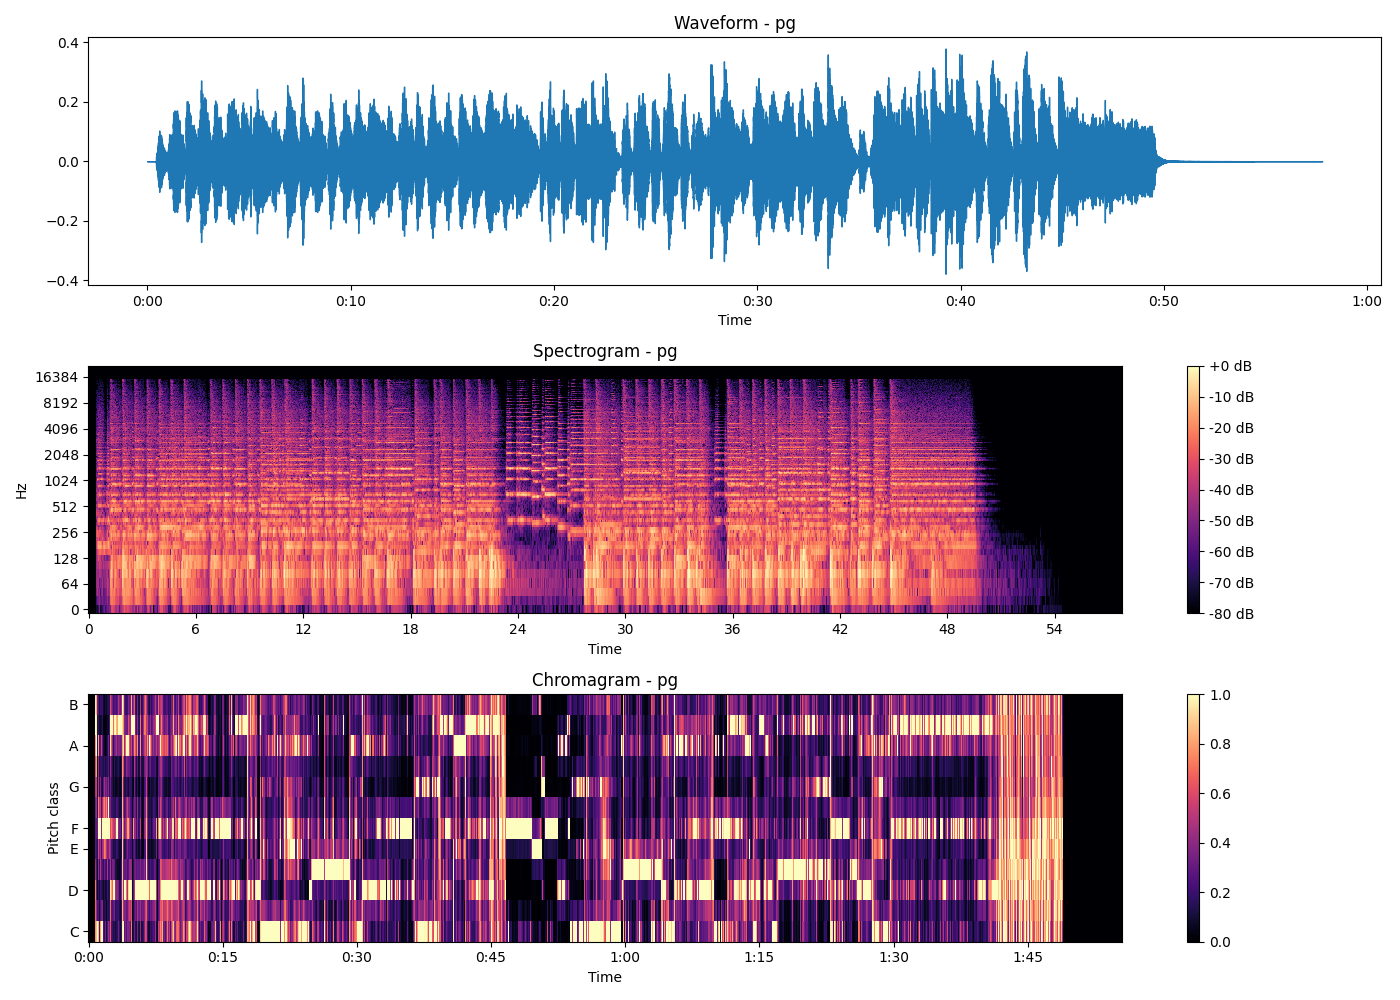 Waveform - pg
0.4
0.2
0.0
−0.2
−0.4
0:00 0:10 0:20 0:30 0:40 0:50 1:00
Time
Spectrogram - pg
Hz
16384
8192
4096
2048
1024
512
256
128
64
0
0 6 12 18 24 30 36 42 48 54
Time
+0 dB
-10 dB
-20 dB
-30 dB
-40 dB
-50 dB
-60 dB
-70 dB
-80 dB
Chromagram - pg
Pitch class
B
A
G
F
E
D
C
0:00 0:15 0:30 0:45 1:00 1:15 1:30 1:45
Time
1.0
0.8
0.6
0.4
0.2
0.0